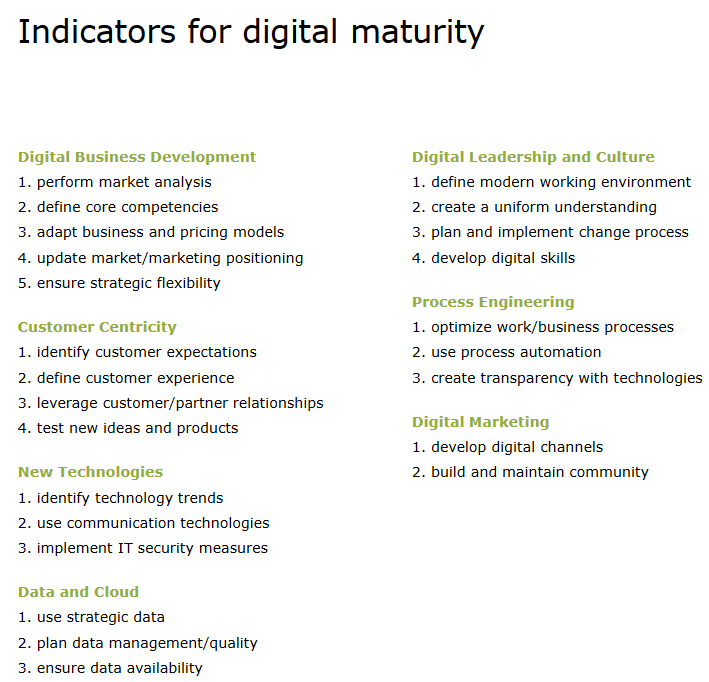 Indicators for digital maturity
Digital Business Development
1. perform market analysis
2. define core competencies
3. adapt business and pricing models
4. update market/marketing positioning
5. ensure strategic flexibility
Customer Centricity
1. identify customer expectations
2. define customer experience
3. leverage customer/partner relationships
4. test new ideas and products
New Technologies
1. identify technology trends
2. use communication technologies
3. implement IT security measures
Data and Cloud
1. use strategic data
2. plan data management/quality
3. ensure data availability
Digital Leadership and Culture
1. define modern working environment
2. create a uniform understanding
3. plan and implement change process
4. develop digital skills
Process Engineering
1. optimize work/business processes
2. use process automation
3. create transparency with technologies
Digital Marketing
1. develop digital channels
2. build and maintain community